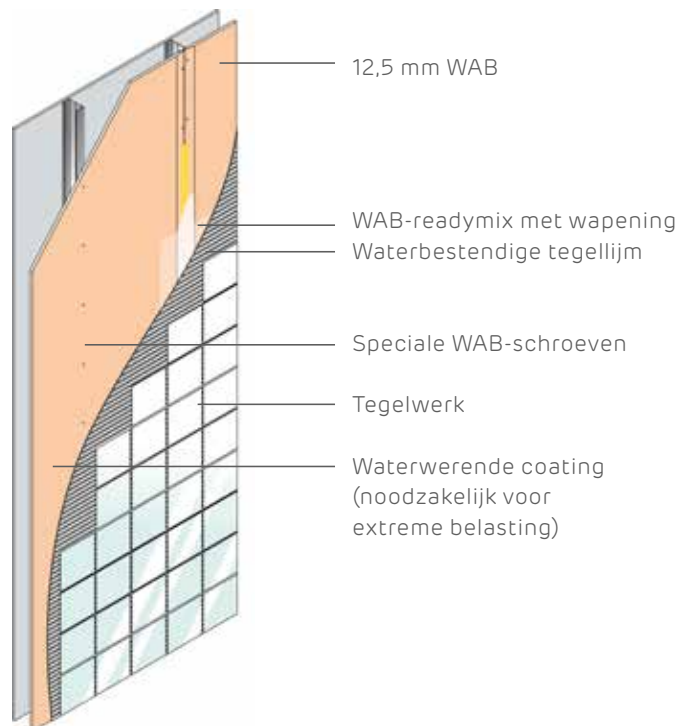 12,5 mm WAB
WAB-readymix met wapening
Waterbestendige tegellijm
Speciale WAB-schroeven
Tegelwerk
Waterwerende coating
(noodzakelijk voor
extreme belasting)